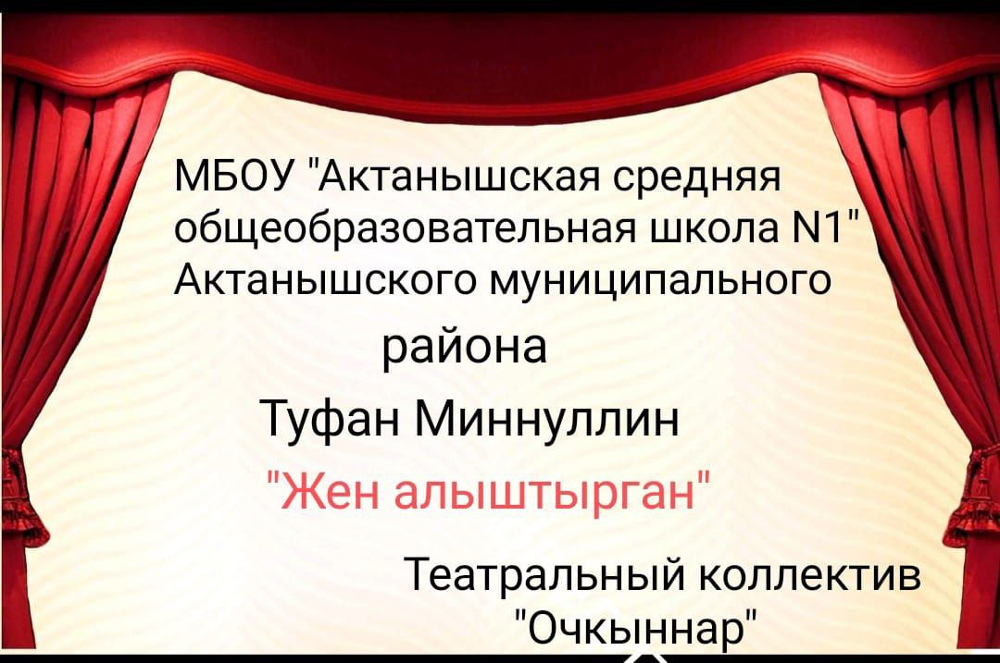 МБОУ "Актанышская средняя
общеобразовательная школа N1"
Актанышского муниципального
района
Туфан Миннуллин
"Жен алыштырган"
Театральный коллектив
"Очкыннар"